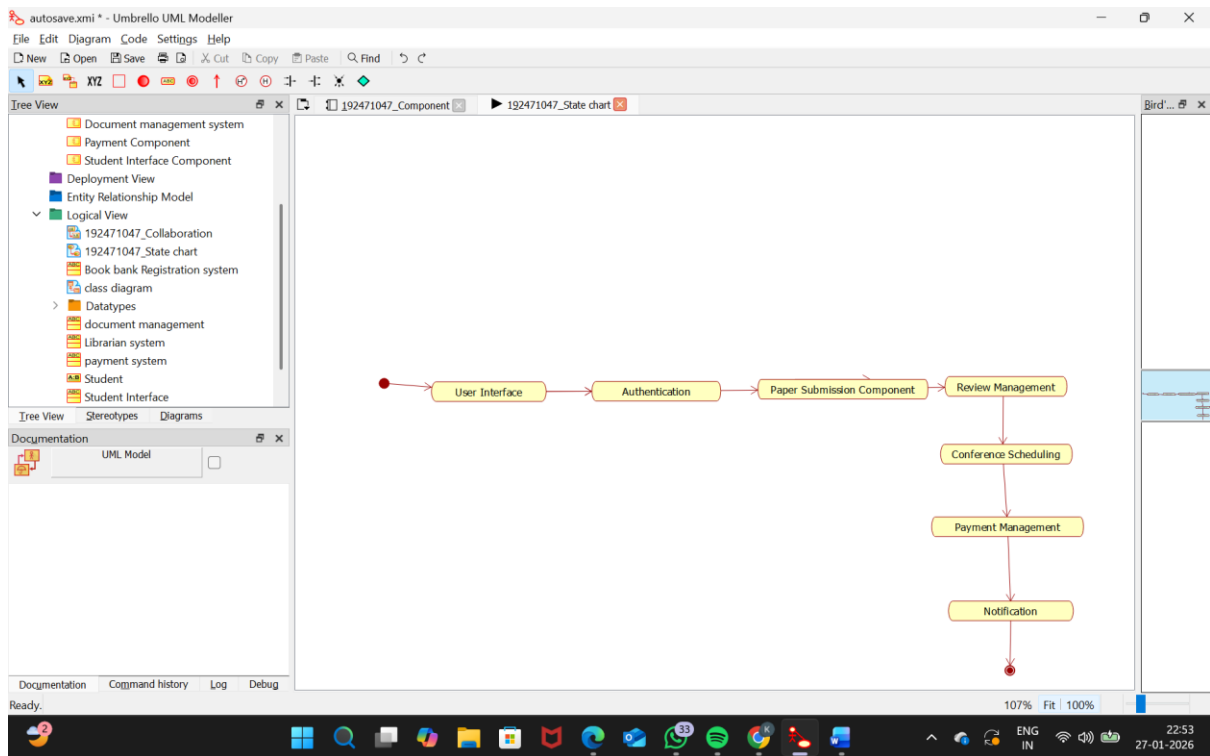 autosave.xmi * - Umbrello UML Modeller
File Edit Diagram Code Settings Help
New Open Save Cut Copy Paste Find
XYZ XYZ ABC H* H
Tree View
192471047_Component 192471047_State chart
Bird'...
Document management system
Payment Component
Student Interface Component
Deployment View
Entity Relationship Model
Logical View
192471047_Collaboration
192471047_State chart
Book bank Registration system
class diagram
Datatypes
document management
Librarian system
payment system
Student
Student Interface
Tree View Stereotypes Diagrams
Documentation
UML Model
User Interface
Authentication
Paper Submission Component
Review Management
Conference Scheduling
Payment Management
Notification
Documentation Command history Log Debug
Ready.
107% Fit 100%
2
33
K
ENG
IN
22:53
27-01-2026